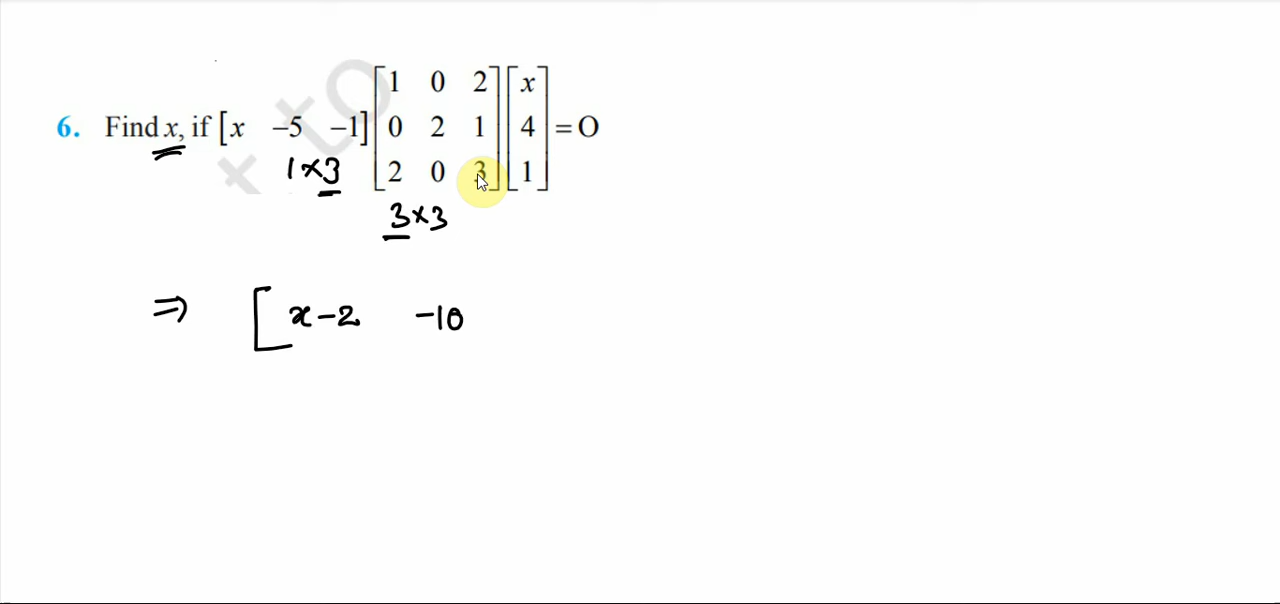 6. Find x, if [x −5 −1] [1 0 2; 0 2 1; 2 0 3] [x; 4; 1] = O
1×3
3×3
⇒ [ x−2 −10
t to